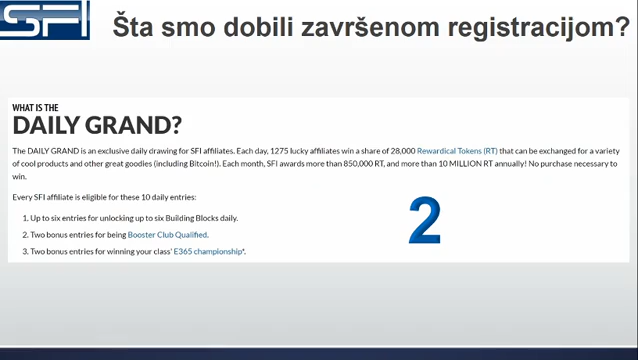 SFI
Šta smo dobili završenom registracijom?
WHAT IS THE
DAILY GRAND?
The DAILY GRAND is an exclusive daily drawing for SFI affiliates. Each day, 1275 lucky affiliates win a share of 28,000 Rewardical Tokens (RT) that can be exchanged for a variety
of cool products and other great goodies (including Bitcoin!). Each month, SFI awards more than 850,000 RT, and more than 10 MILLION RT annually! No purchase necessary to
win.
Every SFI affiliate is eligible for these 10 daily entries:
1. Up to six entries for unlocking up to six Building Blocks daily.
2. Two bonus entries for being Booster Club Qualified.
3. Two bonus entries for winning your class' E365 championship*.
2